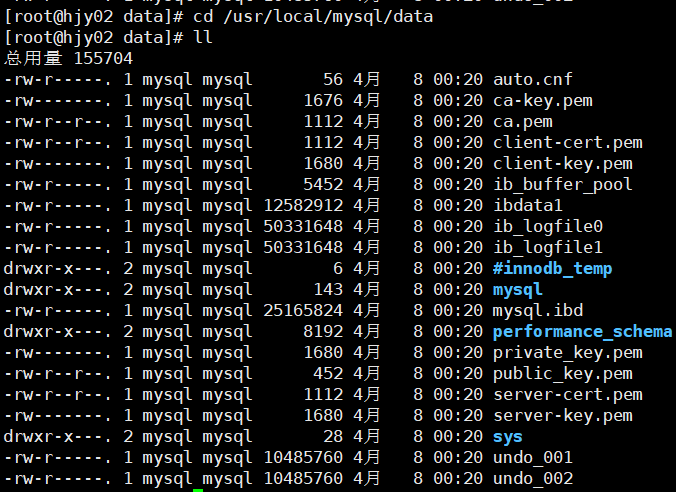 [root@hjy02 data]# cd /usr/local/mysql/data
[root@hjy02 data]# ll
总用量 155704
-rw-r-----. 1 mysql mysql       56 4月   8 00:20 auto.cnf
-rw-------. 1 mysql mysql     1676 4月   8 00:20 ca-key.pem
-rw-r--r--. 1 mysql mysql     1112 4月   8 00:20 ca.pem
-rw-r--r--. 1 mysql mysql     1112 4月   8 00:20 client-cert.pem
-rw-------. 1 mysql mysql     1680 4月   8 00:20 client-key.pem
-rw-r-----. 1 mysql mysql     5452 4月   8 00:20 ib_buffer_pool
-rw-r-----. 1 mysql mysql 12582912 4月   8 00:20 ibdata1
-rw-r-----. 1 mysql mysql 50331648 4月   8 00:20 ib_logfile0
-rw-r-----. 1 mysql mysql 50331648 4月   8 00:20 ib_logfile1
drwxr-x---. 2 mysql mysql        6 4月   8 00:20 #innodb_temp
drwxr-x---. 2 mysql mysql      143 4月   8 00:20 mysql
-rw-r-----. 1 mysql mysql 25165824 4月   8 00:20 mysql.ibd
drwxr-x---. 2 mysql mysql     8192 4月   8 00:20 performance_schema
-rw-------. 1 mysql mysql     1680 4月   8 00:20 private_key.pem
-rw-r--r--. 1 mysql mysql      452 4月   8 00:20 public_key.pem
-rw-r--r--. 1 mysql mysql     1112 4月   8 00:20 server-cert.pem
-rw-------. 1 mysql mysql     1680 4月   8 00:20 server-key.pem
drwxr-x---. 2 mysql mysql       28 4月   8 00:20 sys
-rw-r-----. 1 mysql mysql 10485760 4月   8 00:20 undo_001
-rw-r-----. 1 mysql mysql 10485760 4月   8 00:20 undo_002